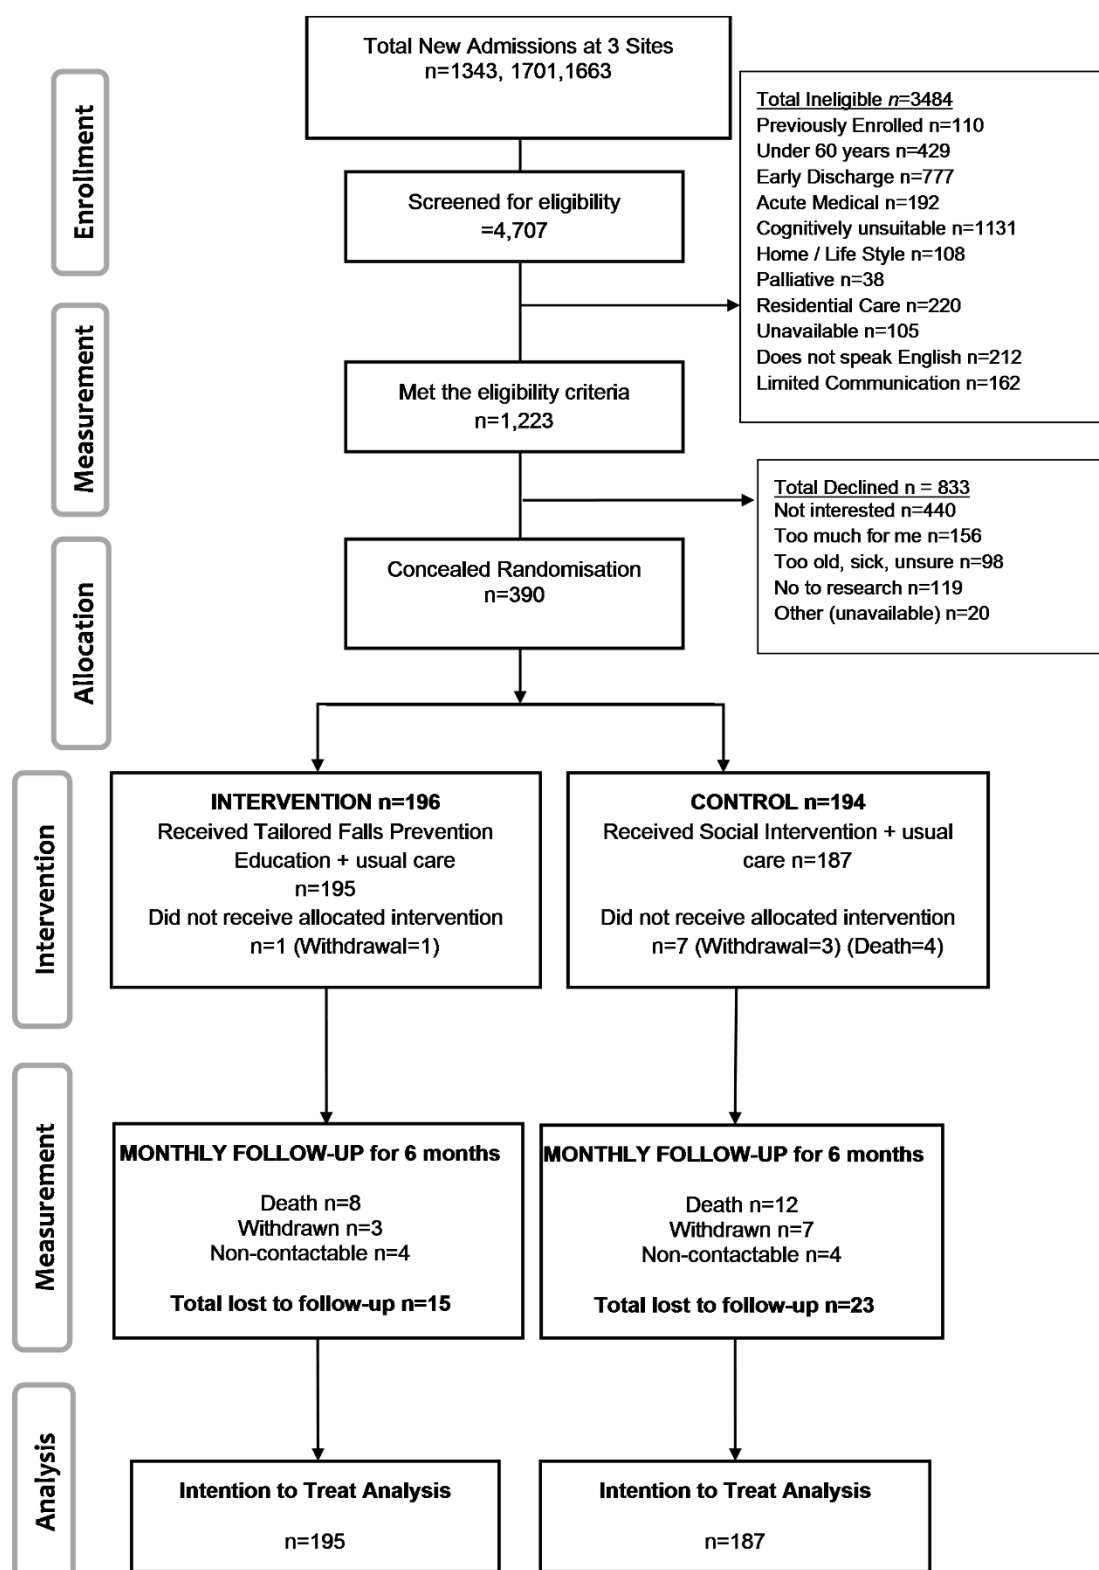 Total New Admissions at 3 Sites
n=1343, 1701,1663
Enrollment
Total Ineligible n=3484
Previously Enrolled n=110
Under 60 years n=429
Early Discharge n=777
Acute Medical n=192
Cognitively unsuitable n=1131
Home / Life Style n=108
Palliative n=38
Residential Care n=220
Unavailable n=105
Does not speak English n=212
Limited Communication n=162
Screened for eligibility
=4,707
Measurement
Met the eligibility criteria
n=1,223
Total Declined n = 833
Not interested n=440
Too much for me n=156
Too old, sick, unsure n=98
No to research n=119
Other (unavailable) n=20
Allocation
Concealed Randomisation
n=390
Intervention
INTERVENTION n=196
Received Tailored Falls Prevention
Education + usual care
n=195
Did not receive allocated intervention
n=1 (Withdrawal=1)
CONTROL n=194
Received Social Intervention + usual
care n=187
Did not receive allocated intervention
n=7 (Withdrawal=3) (Death=4)
Measurement
MONTHLY FOLLOW-UP for 6 months
Death n=8
Withdrawn n=3
Non-contactable n=4
Total lost to follow-up n=15
MONTHLY FOLLOW-UP for 6 months
Death n=12
Withdrawn n=7
Non-contactable n=4
Total lost to follow-up n=23
Analysis
Intention to Treat Analysis
n=195
Intention to Treat Analysis
n=187